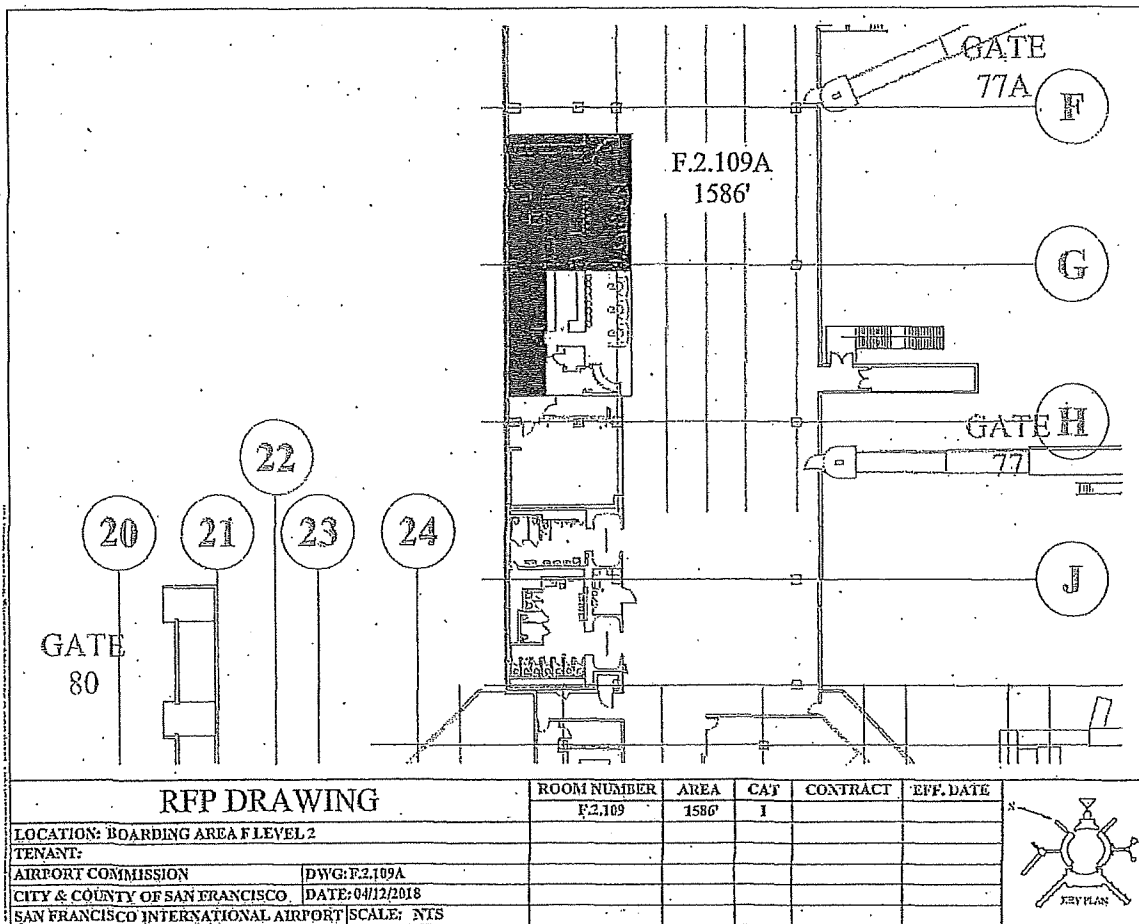 GATE
77A
F
F.2.109A
1586'
G
GATE
77
H
22
20
21
23
24
J
GATE
80
RFP DRAWING
LOCATION: BOARDING AREA F LEVEL 2
TENANT:
AIRPORT COMMISSION DWG: F.2.109A
CITY & COUNTY OF SAN FRANCISCO DATE: 04/12/2018
SAN FRANCISCO INTERNATIONAL AIRPORT SCALE: NTS
ROOM NUMBER AREA CAT CONTRACT EFF. DATE
F.2.109 1586' 1
N
KEY PLAN